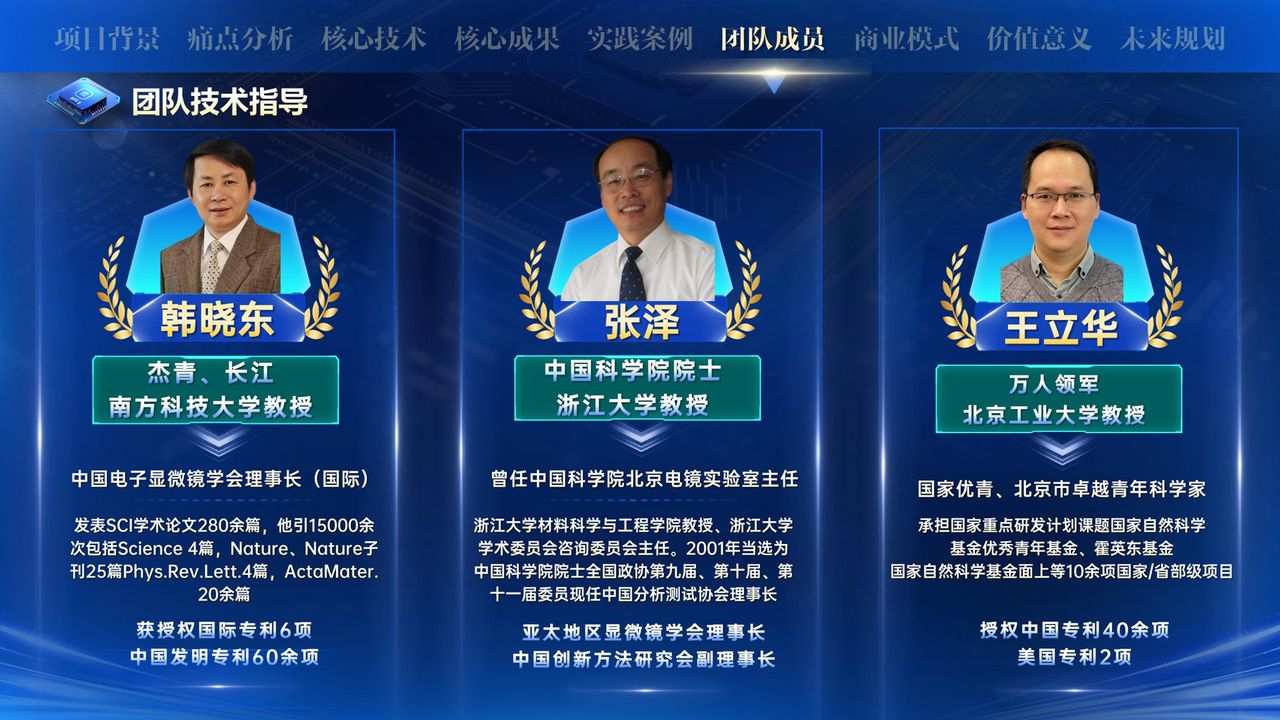 项目背景 痛点分析 核心技术 核心成果 实践案例 团队成员 商业模式 价值意义 未来规划
团队技术指导
韩晓东
杰青、长江
南方科技大学教授
中国电子显微镜学会理事长（国际）
发表SCI学术论文280余篇，他引15000余
次包括Science 4篇，Nature、Nature子
刊25篇Phys.Rev.Lett.4篇，ActaMater.
20余篇
获授权国际专利6项
中国发明专利60余项
张泽
中国科学院院士
浙江大学教授
曾任中国科学院北京电镜实验室主任
浙江大学材料科学与工程学院教授、浙江大学
学术委员会咨询委员会主任。2001年当选为
中国科学院院士全国政协第九届、第十届、第
十一届委员现任中国分析测试协会理事长
亚太地区显微镜学会理事长
中国创新方法研究会副理事长
王立华
万人领军
北京工业大学教授
国家优青、北京市卓越青年科学家
承担国家重点研发计划课题国家自然科学
基金优秀青年基金、霍英东基金
国家自然科学基金面上等10余项国家/省部级项目
授权中国专利40余项
美国专利2项